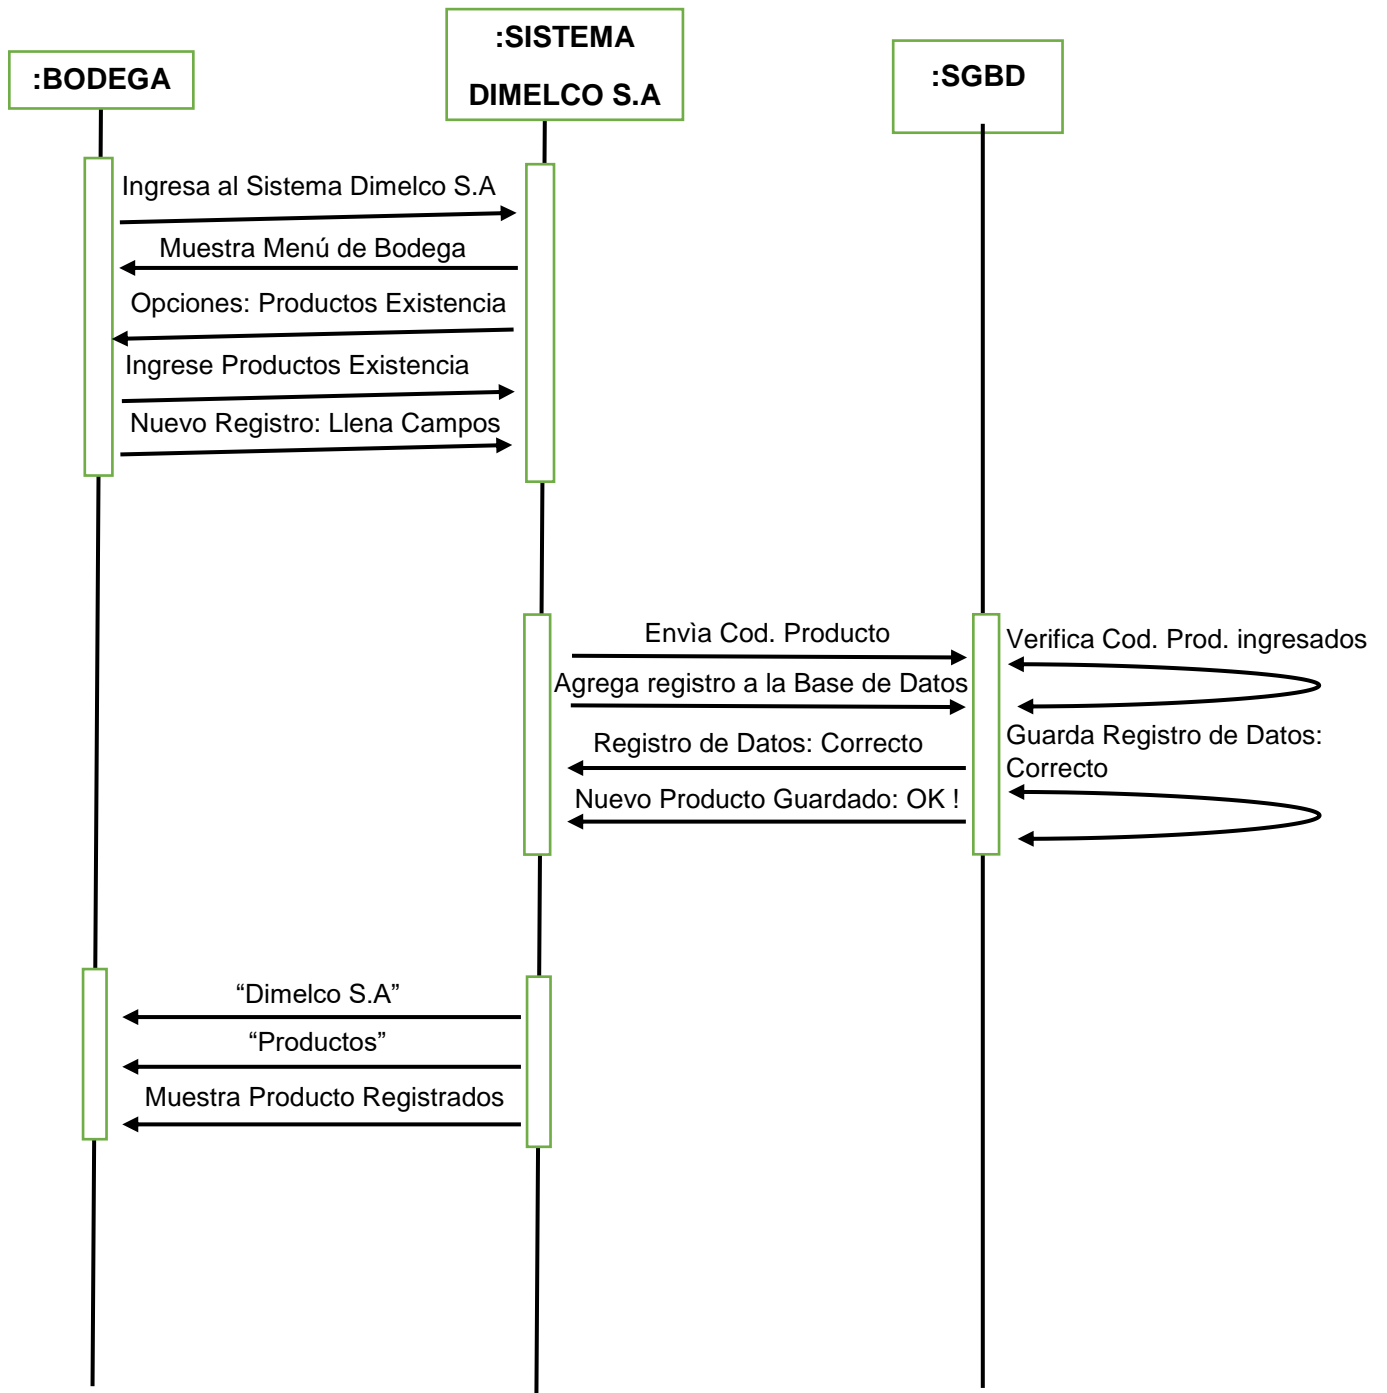 :BODEGA
:SISTEMA
DIMELCO S.A
:SGBD
Ingresa al Sistema Dimelco S.A
Muestra Menú de Bodega
Opciones: Productos Existencia
Ingrese Productos Existencia
Nuevo Registro: Llena Campos
Envìa Cod. Producto
Verifica Cod. Prod. ingresados
Agrega registro a la Base de Datos
Registro de Datos: Correcto
Guarda Registro de Datos:
Correcto
Nuevo Producto Guardado: OK !
“Dimelco S.A”
“Productos”
Muestra Producto Registrados